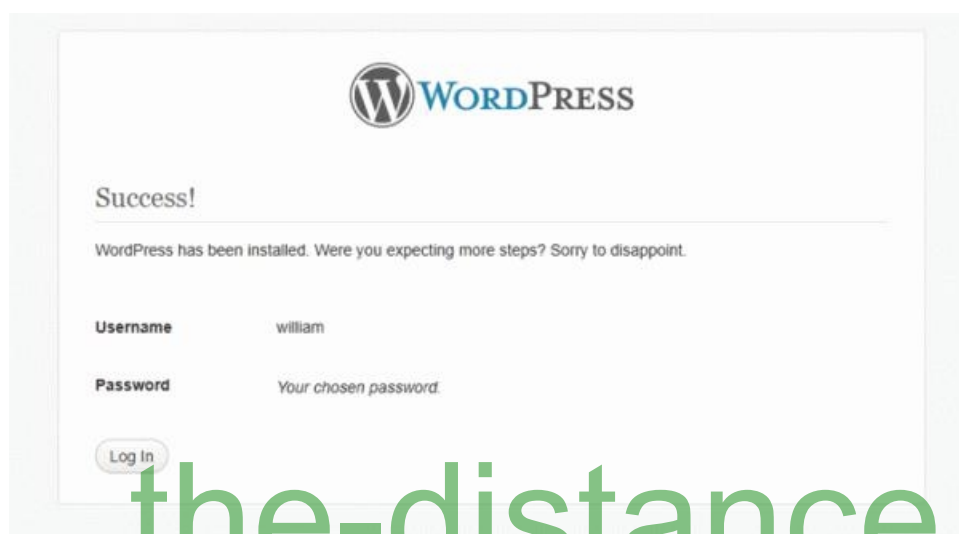 WORDPRESS
Success!
WordPress has been installed. Were you expecting more steps? Sorry to disappoint.
Username william
Password Your chosen password.
Log In
the-distance